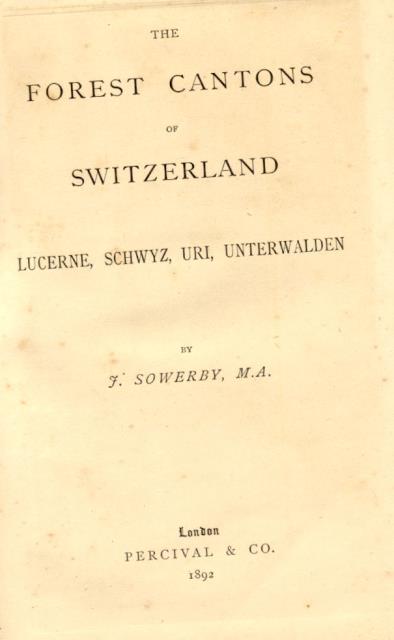 THE
FOREST CANTONS
OF
SWITZERLAND
LUCERNE, SCHWYZ, URI, UNTERWALDEN
BY
J. SOWERBY, M.A.
London
PERCIVAL & CO.
1892